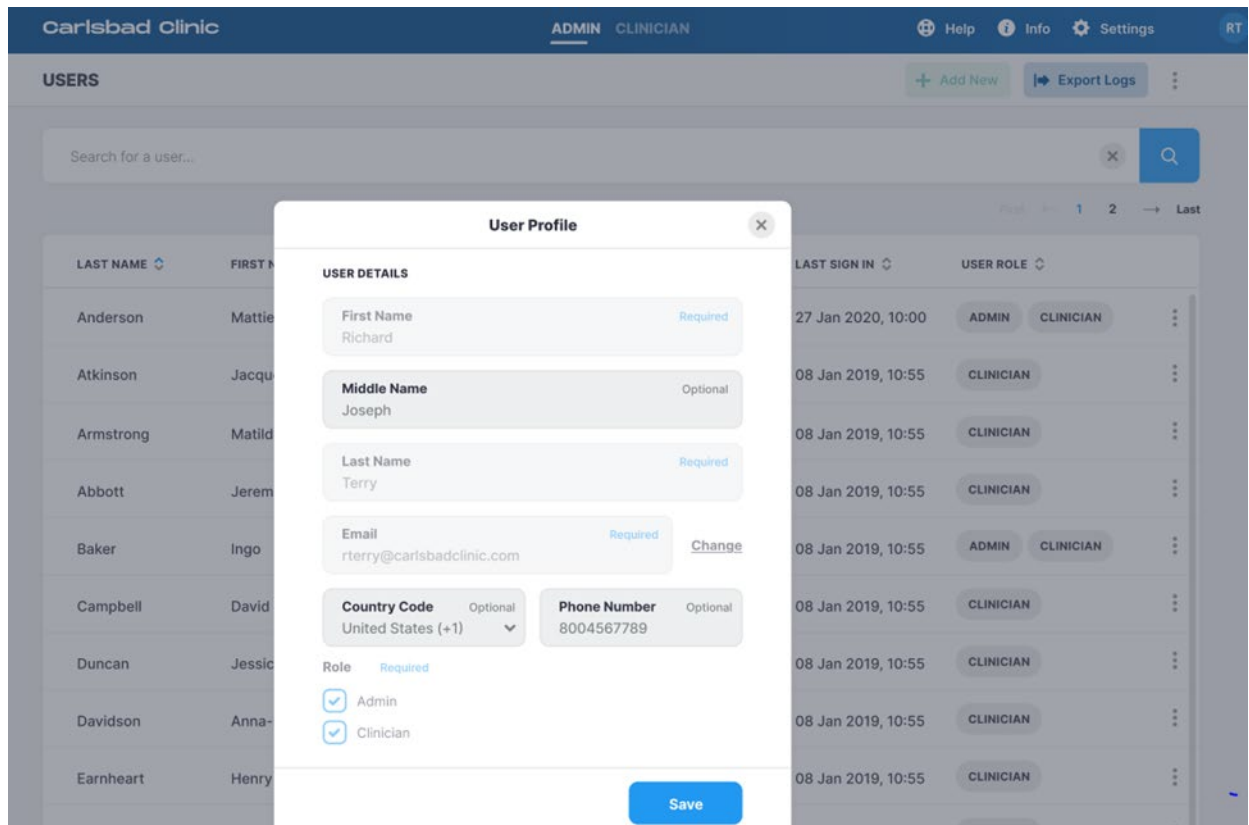 Carlsbad Clinic ADMIN CLINICIAN Help Info Settings RT
USERS Add New Export Logs
Search for a user...
1 2 → Last
User Profile
LAST NAME FIRST N LAST SIGN IN USER ROLE
USER DETAILS
Anderson Mattie 27 Jan 2020, 10:00 ADMIN CLINICIAN
First Name Required
Richard
Atkinson Jacqu 08 Jan 2019, 10:55 CLINICIAN
Middle Name Optional
Joseph
Armstrong Matild 08 Jan 2019, 10:55 CLINICIAN
Last Name Required
Terry
Abbott Jerem 08 Jan 2019, 10:55 CLINICIAN
Email Required
rterry@carlsbadclinic.com Change
Baker Ingo 08 Jan 2019, 10:55 ADMIN CLINICIAN
Country Code Optional Phone Number Optional
United States (+1) 8004567789
Campbell David 08 Jan 2019, 10:55 CLINICIAN
Role Required
Duncan Jessic 08 Jan 2019, 10:55 CLINICIAN
Admin
Davidson Anna- 08 Jan 2019, 10:55 CLINICIAN
Clinician
Earnheart Henry 08 Jan 2019, 10:55 CLINICIAN
Save